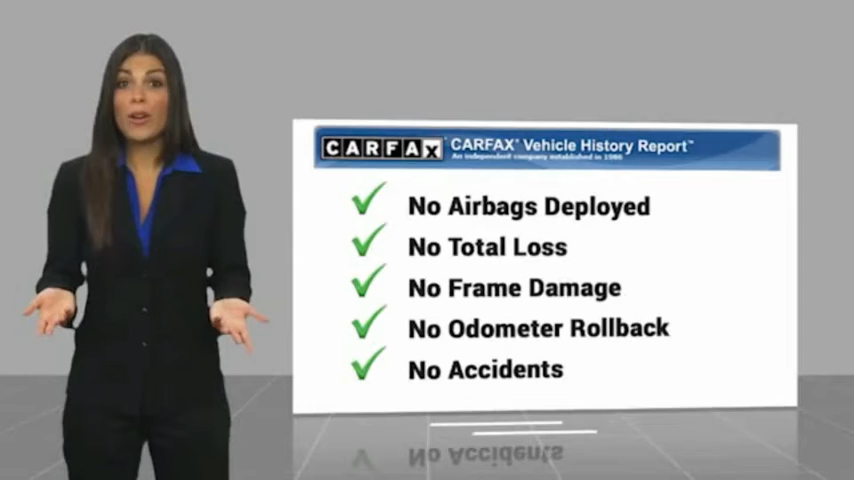 CARFAX CARFAX® Vehicle History Report™
An independent company established in 1986
No Airbags Deployed
No Total Loss
No Frame Damage
No Odometer Rollback
No Accidents
No Accidents